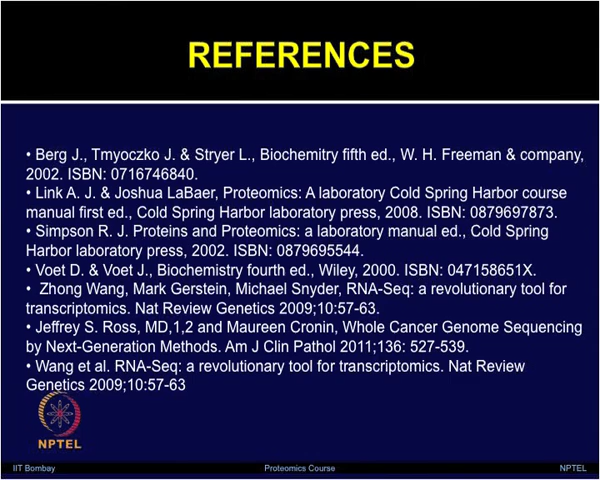 REFERENCES
• Berg J., Tmyoczko J. & Stryer L., Biochemitry fifth ed., W. H. Freeman & company,
2002. ISBN: 0716746840.
• Link A. J. & Joshua LaBaer, Proteomics: A laboratory Cold Spring Harbor course
manual first ed., Cold Spring Harbor laboratory press, 2008. ISBN: 0879697873.
• Simpson R. J. Proteins and Proteomics: a laboratory manual ed., Cold Spring
Harbor laboratory press, 2002. ISBN: 0879695544.
• Voet D. & Voet J., Biochemistry fourth ed., Wiley, 2000. ISBN: 047158651X.
• Zhong Wang, Mark Gerstein, Michael Snyder, RNA-Seq: a revolutionary tool for
transcriptomics. Nat Review Genetics 2009;10:57-63.
• Jeffrey S. Ross, MD,1,2 and Maureen Cronin, Whole Cancer Genome Sequencing
by Next-Generation Methods. Am J Clin Pathol 2011;136: 527-539.
• Wang et al. RNA-Seq: a revolutionary tool for transcriptomics. Nat Review
Genetics 2009;10:57-63
NPTEL
IIT Bombay Proteomics Course NPTEL